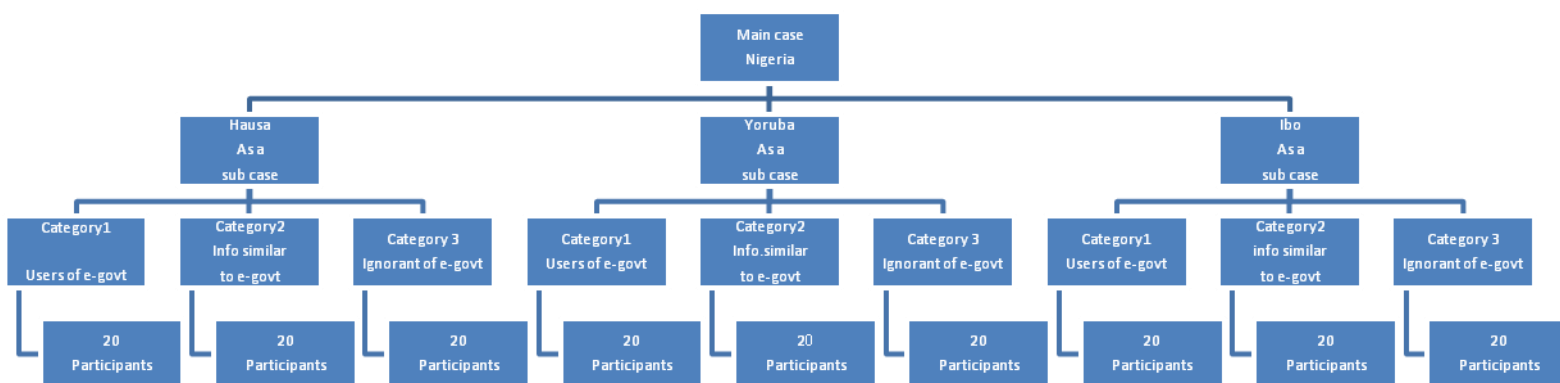 Main case
Nigeria
Hausa
As a
sub case
Yoruba
As a
sub case
Ibo
As a
sub case
Category1
Users of e-govt
Category2
Info similar
to e-govt
Category 3
Ignorant of e-govt
Category1
Users of e-govt
Category2
Info.similar
to e-govt
Category 3
Ignorant of e-govt
Category1
Users of e-govt
Category2
info similar
to e-govt
Category 3
Ignorant of e-govt
20
Participants
20
Participants
20
Participants
20
Participants
20
Participants
20
Participants
20
Participants
20
Participants
20
Participants